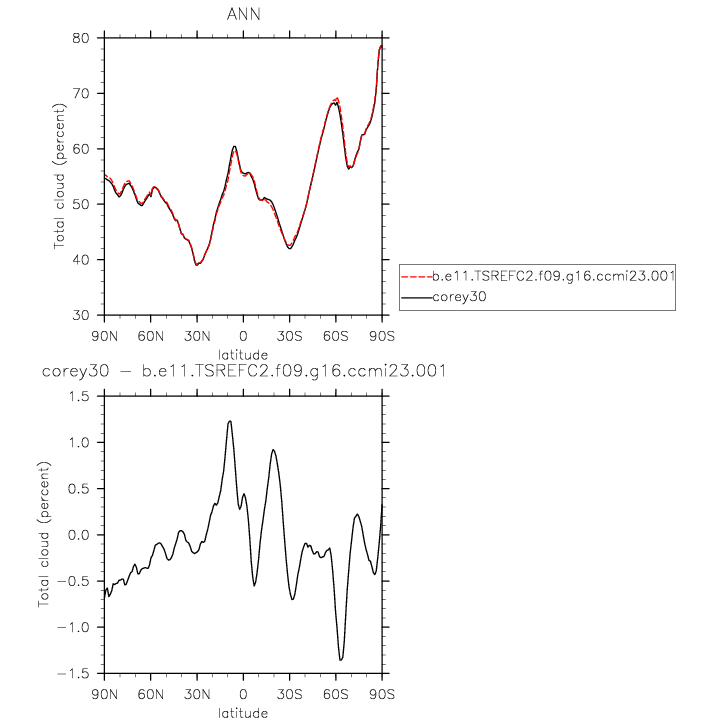 ANN
Total cloud (percent)
80
70
60
50
40
30
90N 60N 30N 0 30S 60S 90S
latitude
b.e11.TSREFC2.f09.g16.ccmi23.001
corey30
corey30 − b.e11.TSREFC2.f09.g16.ccmi23.001
Total cloud (percent)
1.5
1.0
0.5
0.0
−0.5
−1.0
−1.5
90N 60N 30N 0 30S 60S 90S
latitude